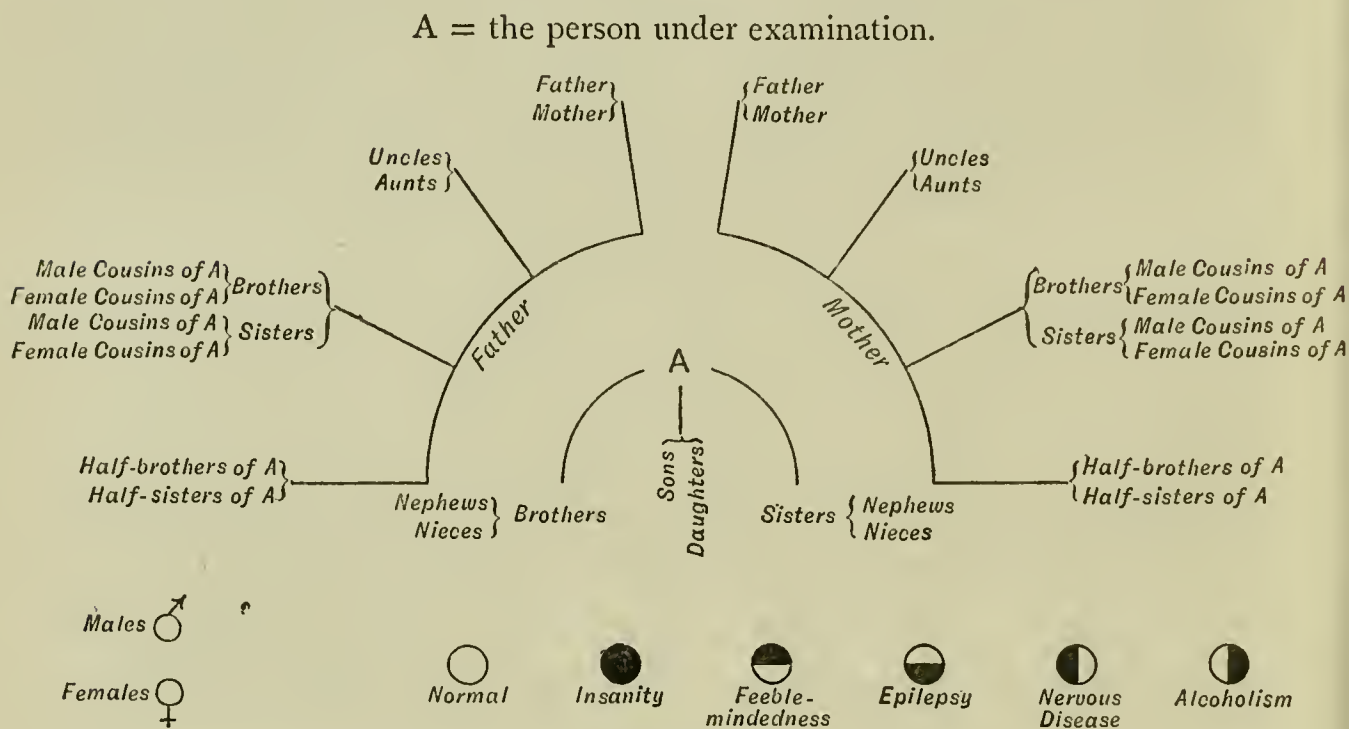 A = the person under examination.
Father
Mother
Father
Mother
Uncles
Aunts
Uncles
Aunts
Male Cousins of A
Female Cousins of A
Brothers
Male Cousins of A
Female Cousins of A
Sisters
Father
Mother
Brothers
Male Cousins of A
Female Cousins of A
Sisters
Male Cousins of A
Female Cousins of A
A
Half-brothers of A
Half-sisters of A
Nephews
Nieces
Brothers
Sons
Daughters
Sisters
Nephews
Nieces
Half-brothers of A
Half-sisters of A
Males
Females
Normal
Insanity
Feeble-
mindedness
Epilepsy
Nervous
Disease
Alcoholism